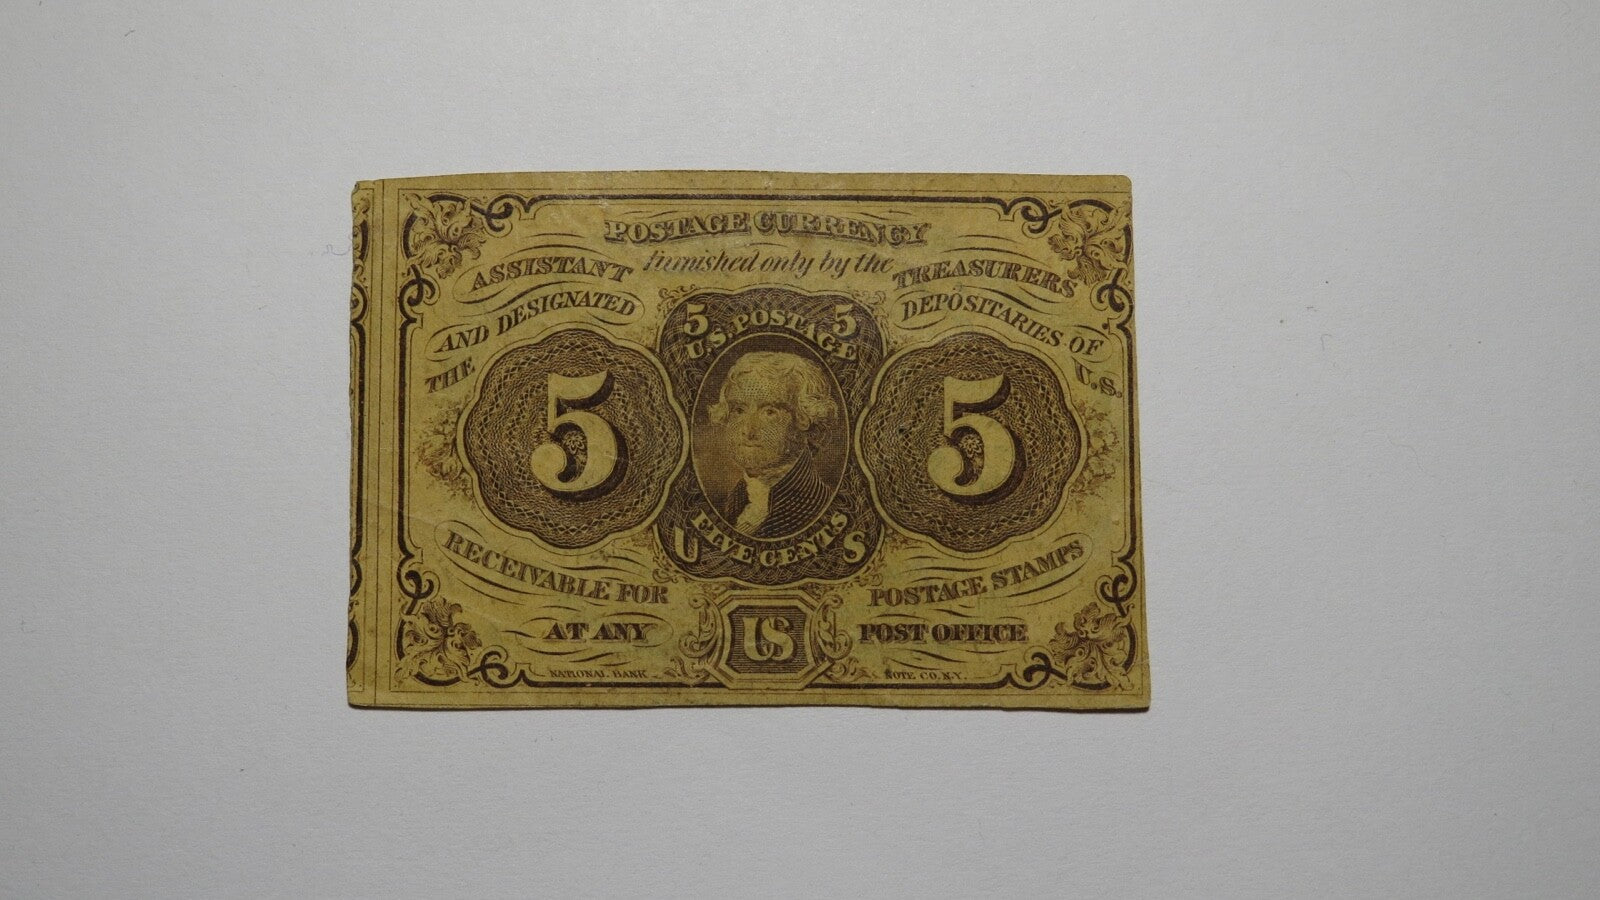 POSTAGE CURRENCY
furnished only by the
ASSISTANT TREASURERS
AND DESIGNATED DEPOSITARIES OF
THE U.S.
5 5
U.S. POSTAGE
5 5
FIVE CENTS
U S
RECEIVABLE FOR POSTAGE STAMPS
AT ANY US POST OFFICE
NATIONAL BANK NOTE CO. N.Y.